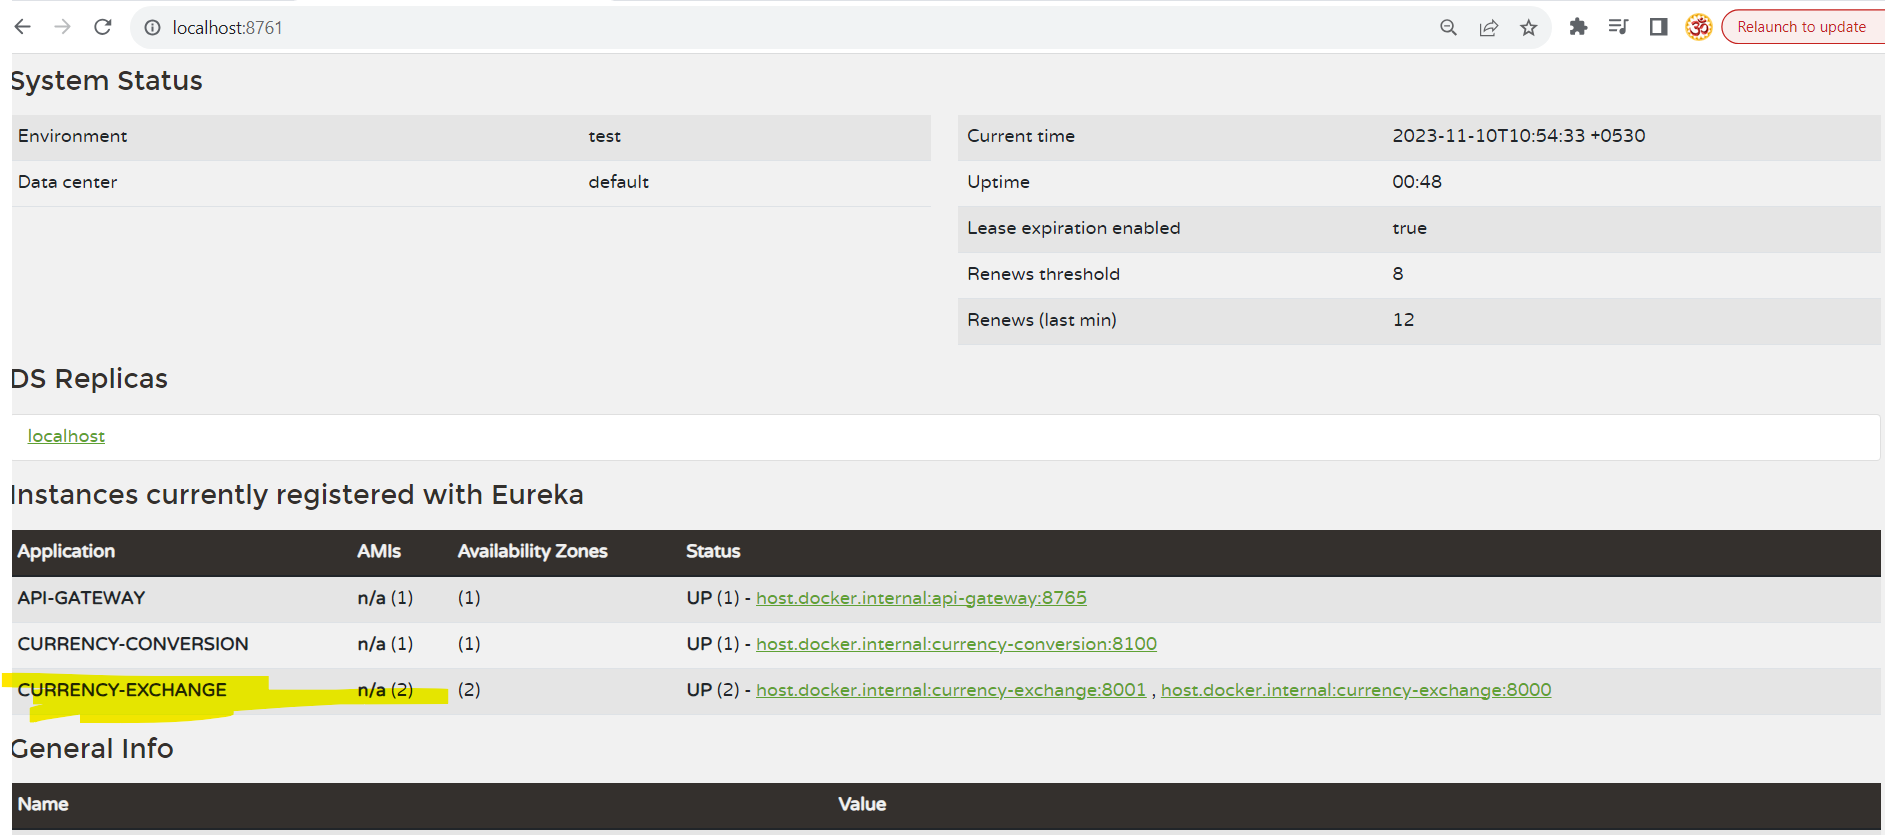 localhost:8761
Relaunch to update
System Status
Environment test
Data center default
Current time 2023-11-10T10:54:33 +0530
Uptime 00:48
Lease expiration enabled true
Renews threshold 8
Renews (last min) 12
DS Replicas
localhost
Instances currently registered with Eureka
Application AMIs Availability Zones Status
API-GATEWAY n/a (1) (1) UP (1) - host.docker.internal:api-gateway:8765
CURRENCY-CONVERSION n/a (1) (1) UP (1) - host.docker.internal:currency-conversion:8100
CURRENCY-EXCHANGE n/a (2) (2) UP (2) - host.docker.internal:currency-exchange:8001 , host.docker.internal:currency-exchange:8000
General Info
Name Value